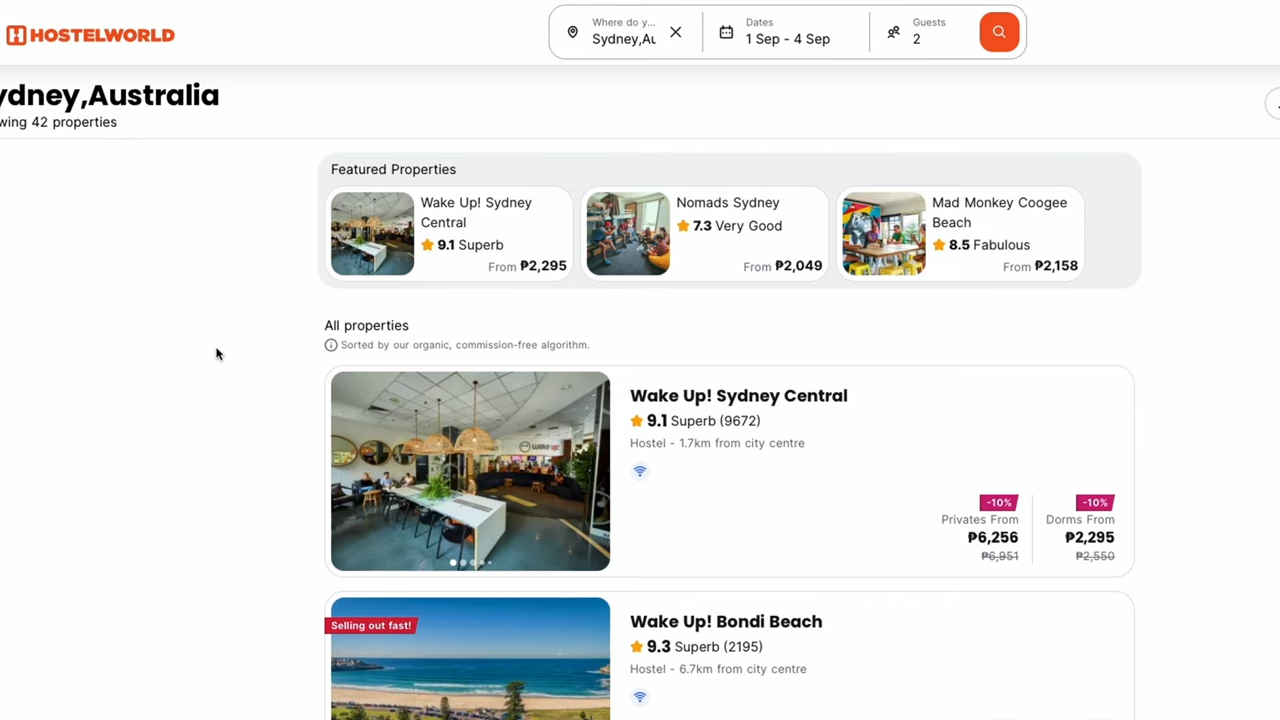 HOSTELWORLD
Where do y...
Sydney,Au
Dates
1 Sep - 4 Sep
Guests
2
ydney,Australia
wing 42 properties
Featured Properties
Wake Up! Sydney
Central
9.1 Superb
From ₱2,295
Nomads Sydney
7.3 Very Good
From ₱2,049
Mad Monkey Coogee
Beach
8.5 Fabulous
From ₱2,158
All properties
Sorted by our organic, commission-free algorithm.
wake up!
Wake Up! Sydney Central
9.1 Superb (9672)
Hostel - 1.7km from city centre
-10%
Privates From
₱6,256
₱6,951
-10%
Dorms From
₱2,295
₱2,550
Selling out fast!
Wake Up! Bondi Beach
9.3 Superb (2195)
Hostel - 6.7km from city centre